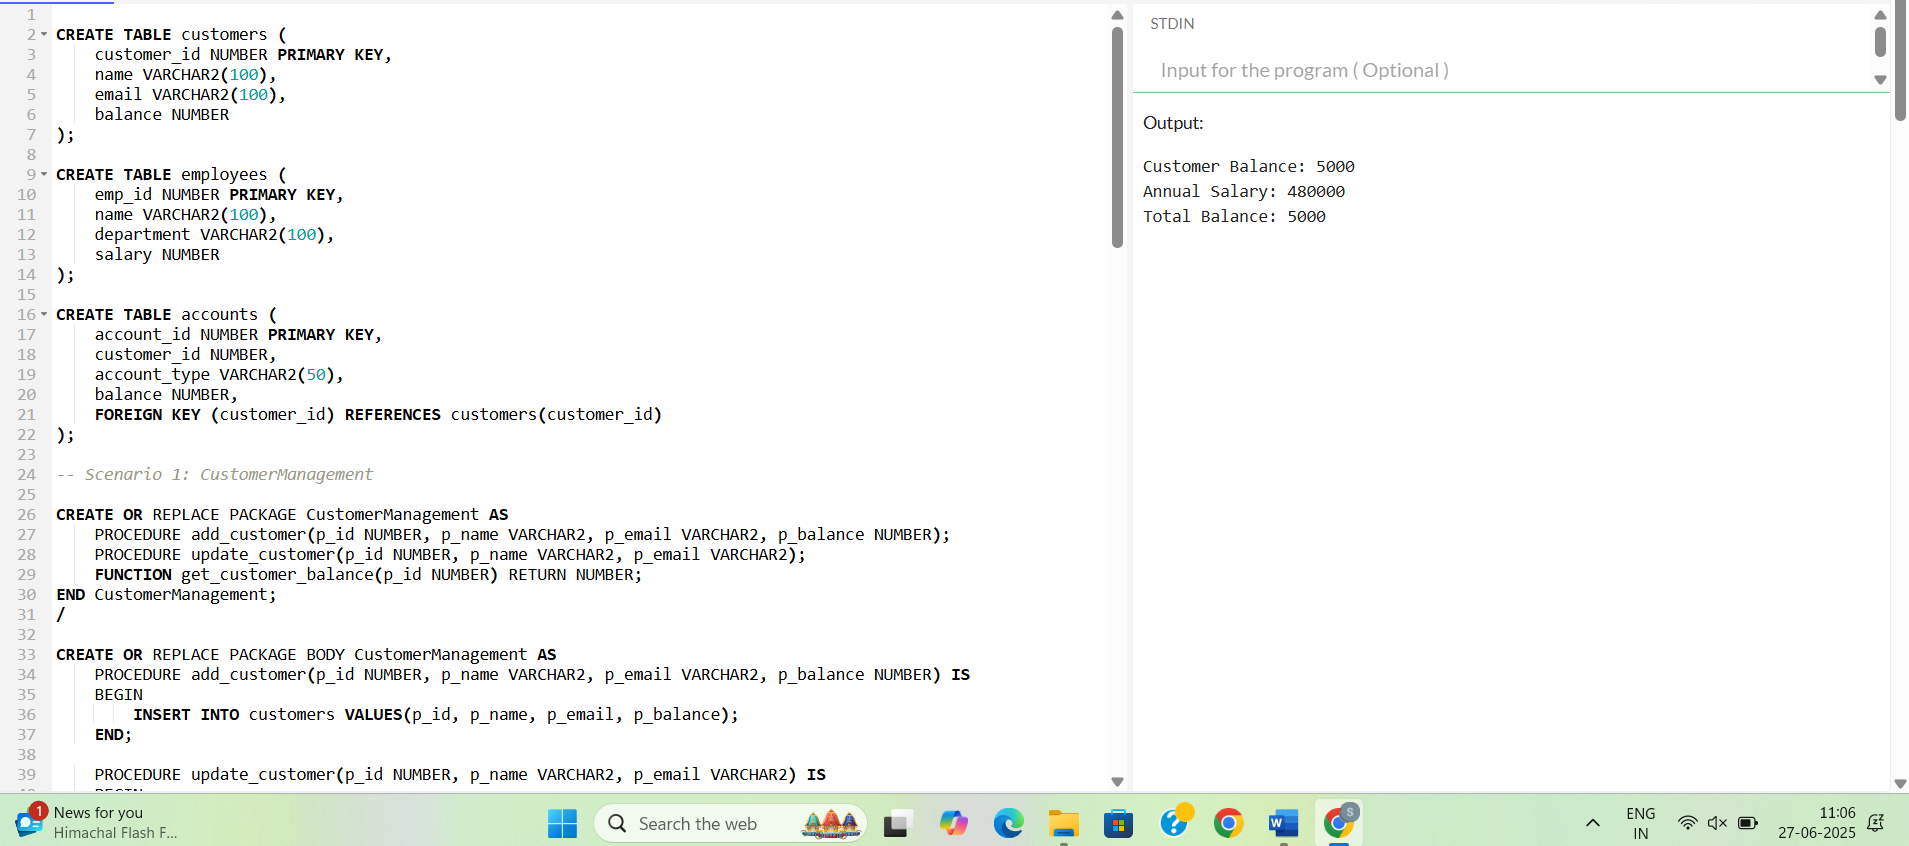 1
2 CREATE TABLE customers (
3 customer_id NUMBER PRIMARY KEY,
4 name VARCHAR2(100),
5 email VARCHAR2(100),
6 balance NUMBER
7 );
8
9 CREATE TABLE employees (
10 emp_id NUMBER PRIMARY KEY,
11 name VARCHAR2(100),
12 department VARCHAR2(100),
13 salary NUMBER
14 );
15
16 CREATE TABLE accounts (
17 account_id NUMBER PRIMARY KEY,
18 customer_id NUMBER,
19 account_type VARCHAR2(50),
20 balance NUMBER,
21 FOREIGN KEY (customer_id) REFERENCES customers(customer_id)
22 );
23
24 -- Scenario 1: CustomerManagement
25
26 CREATE OR REPLACE PACKAGE CustomerManagement AS
27 PROCEDURE add_customer(p_id NUMBER, p_name VARCHAR2, p_email VARCHAR2, p_balance NUMBER);
28 PROCEDURE update_customer(p_id NUMBER, p_name VARCHAR2, p_email VARCHAR2);
29 FUNCTION get_customer_balance(p_id NUMBER) RETURN NUMBER;
30 END CustomerManagement;
31 /
32
33 CREATE OR REPLACE PACKAGE BODY CustomerManagement AS
34 PROCEDURE add_customer(p_id NUMBER, p_name VARCHAR2, p_email VARCHAR2, p_balance NUMBER) IS
35 BEGIN
36 INSERT INTO customers VALUES(p_id, p_name, p_email, p_balance);
37 END;
38
39 PROCEDURE update_customer(p_id NUMBER, p_name VARCHAR2, p_email VARCHAR2) IS
STDIN
Input for the program ( Optional )
Output:
Customer Balance: 5000
Annual Salary: 480000
Total Balance: 5000
1
News for you
Himachal Flash F...
Search the web
S
ENG
IN
11:06
27-06-2025